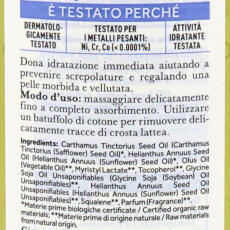 È TESTATO PERCHÉ
DERMATOLO-
GICAMENTE
TESTATO
TESTATO PER
I METALLI PESANTI:
Ni, Cr, Co (< 0.0001%)
ATTIVITÀ
IDRATANTE
TESTATA
Dona idratazione immediata aiutando a
prevenire screpolature e regalando una
pelle morbida e vellutata.
Modo d'uso: massaggiare delicatamente
fino a completo assorbimento. Utilizzare
un batuffolo di cotone per rimuovere deli-
catamente tracce di crosta lattea.
Ingredients: Carthamus Tinctorius Seed Oil (Carthamus
Tinctorius (Safflower) Seed Oil)*, Helianthus Annuus Seed
Oil (Helianthus Annuus (Sunflower) Seed Oil)*, Olus Oil
(Vegetable Oil)**, Myristyl Lactate**, Tocopherol**, Glycine
Soja Oil Unsaponifiables (Glycine Soja (Soybean) Oil
Unsaponifiables)**, Helianthus Annuus Seed Oil
Unsaponifiables (Helianthus Annuus (Sunflower) Seed Oil
Unsaponifiables)**, Squalene**, Parfum (Fragrance)**.
*Materie prime biologiche certificate / Certified organic raw
materials; **Materie prime di origine naturale / Raw materials
from natural origin.